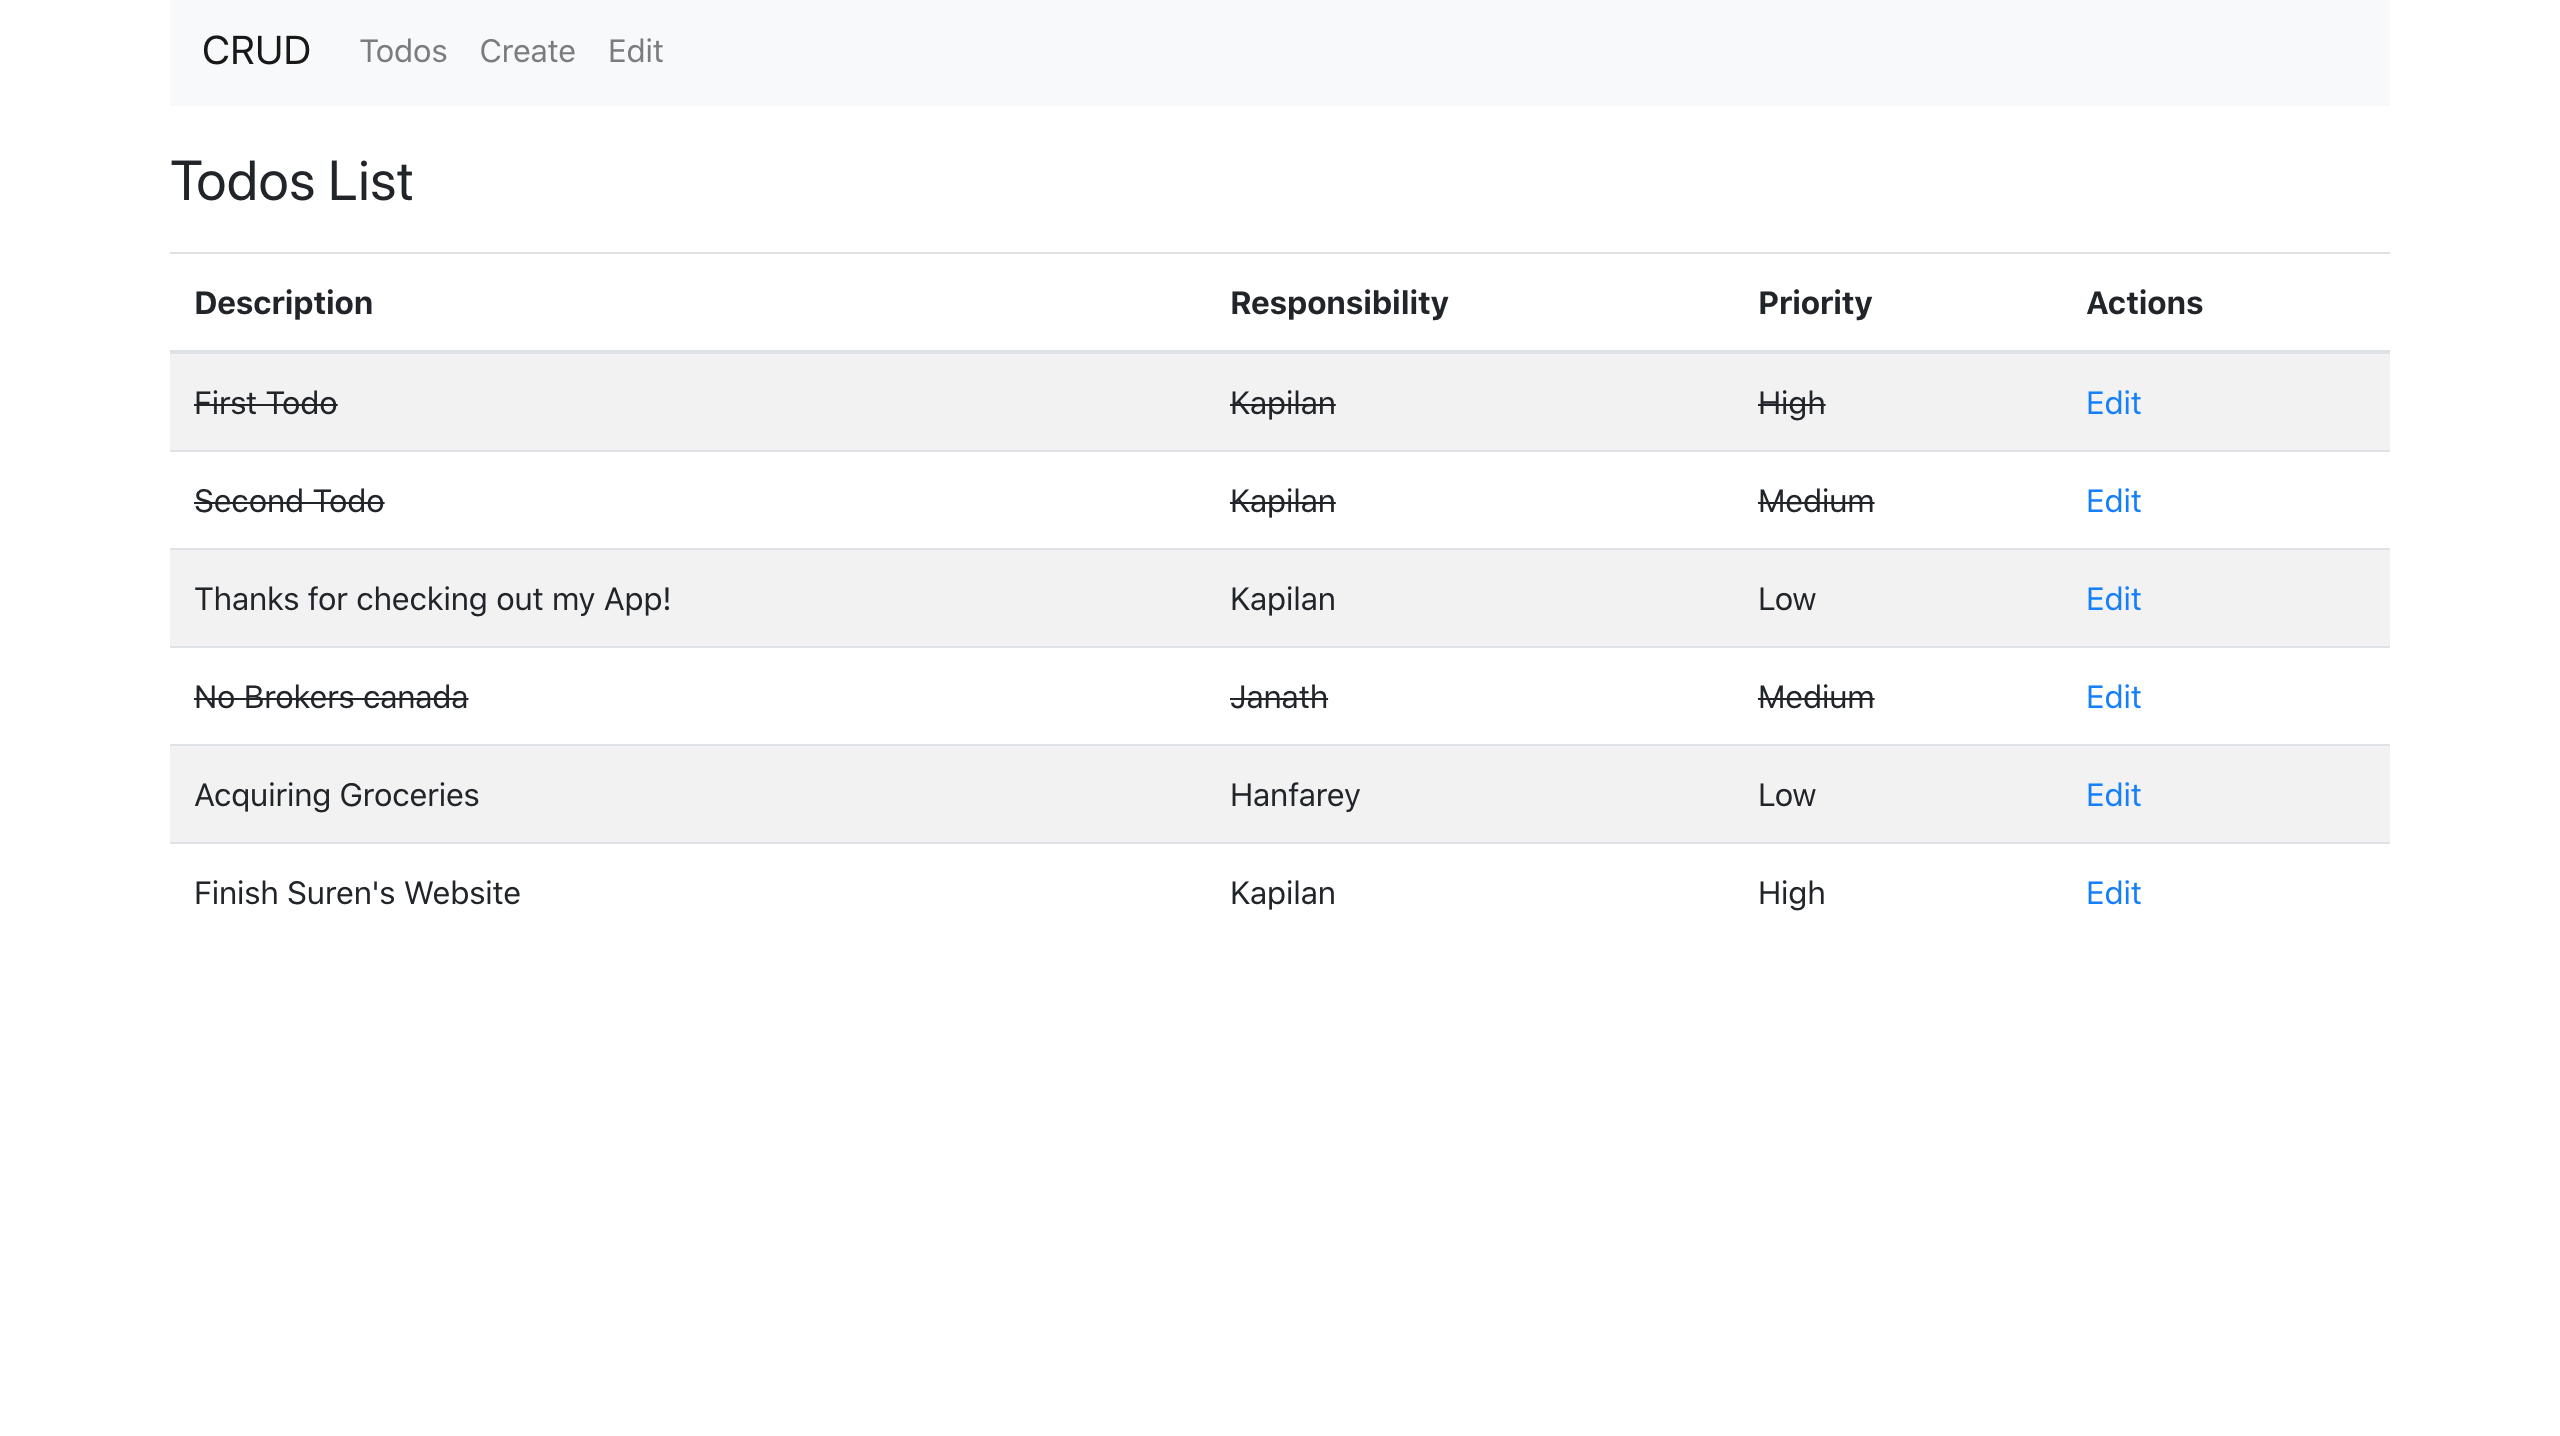 CRUD Todos Create Edit
Todos List
Description Responsibility Priority Actions
First Todo Kapilan High Edit
Second Todo Kapilan Medium Edit
Thanks for checking out my App! Kapilan Low Edit
No Brokers canada Janath Medium Edit
Acquiring Groceries Hanfarey Low Edit
Finish Suren's Website Kapilan High Edit